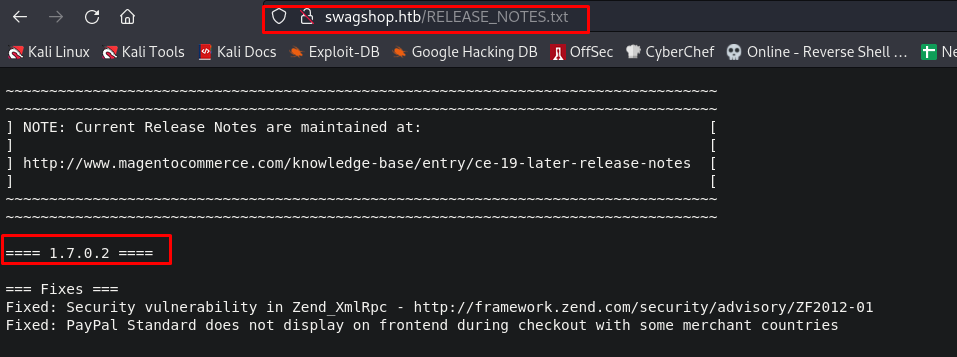 swagshop.htb/RELEASE_NOTES.txt
Kali Linux Kali Tools Kali Docs Exploit-DB Google Hacking DB OffSec CyberChef Online - Reverse Shell … Ne
~~~~~~~~~~~~~~~~~~~~~~~~~~~~~~~~~~~~~~~~~~~~~~~~~~~~~~~~~~~~~~~~~~~~~~~~~~~~~~~
~~~~~~~~~~~~~~~~~~~~~~~~~~~~~~~~~~~~~~~~~~~~~~~~~~~~~~~~~~~~~~~~~~~~~~~~~~~~~~~
] NOTE: Current Release Notes are maintained at:                                [
]                                                                               [
] http://www.magentocommerce.com/knowledge-base/entry/ce-19-later-release-notes  [
]                                                                               [
~~~~~~~~~~~~~~~~~~~~~~~~~~~~~~~~~~~~~~~~~~~~~~~~~~~~~~~~~~~~~~~~~~~~~~~~~~~~~~~
~~~~~~~~~~~~~~~~~~~~~~~~~~~~~~~~~~~~~~~~~~~~~~~~~~~~~~~~~~~~~~~~~~~~~~~~~~~~~~~
==== 1.7.0.2 ====
=== Fixes ===
Fixed: Security vulnerability in Zend_XmlRpc - http://framework.zend.com/security/advisory/ZF2012-01
Fixed: PayPal Standard does not display on frontend during checkout with some merchant countries